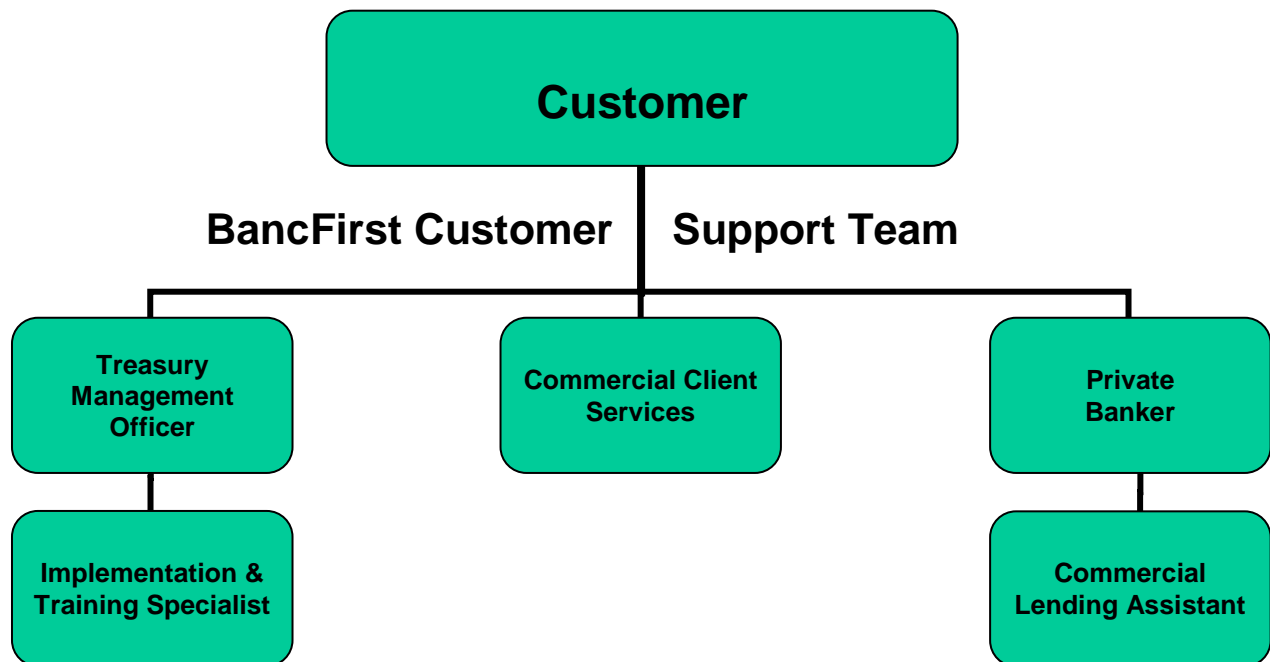 Customer
BancFirst Customer Support Team
Treasury
Management
Officer
Commercial Client
Services
Private
Banker
Implementation &
Training Specialist
Commercial
Lending Assistant